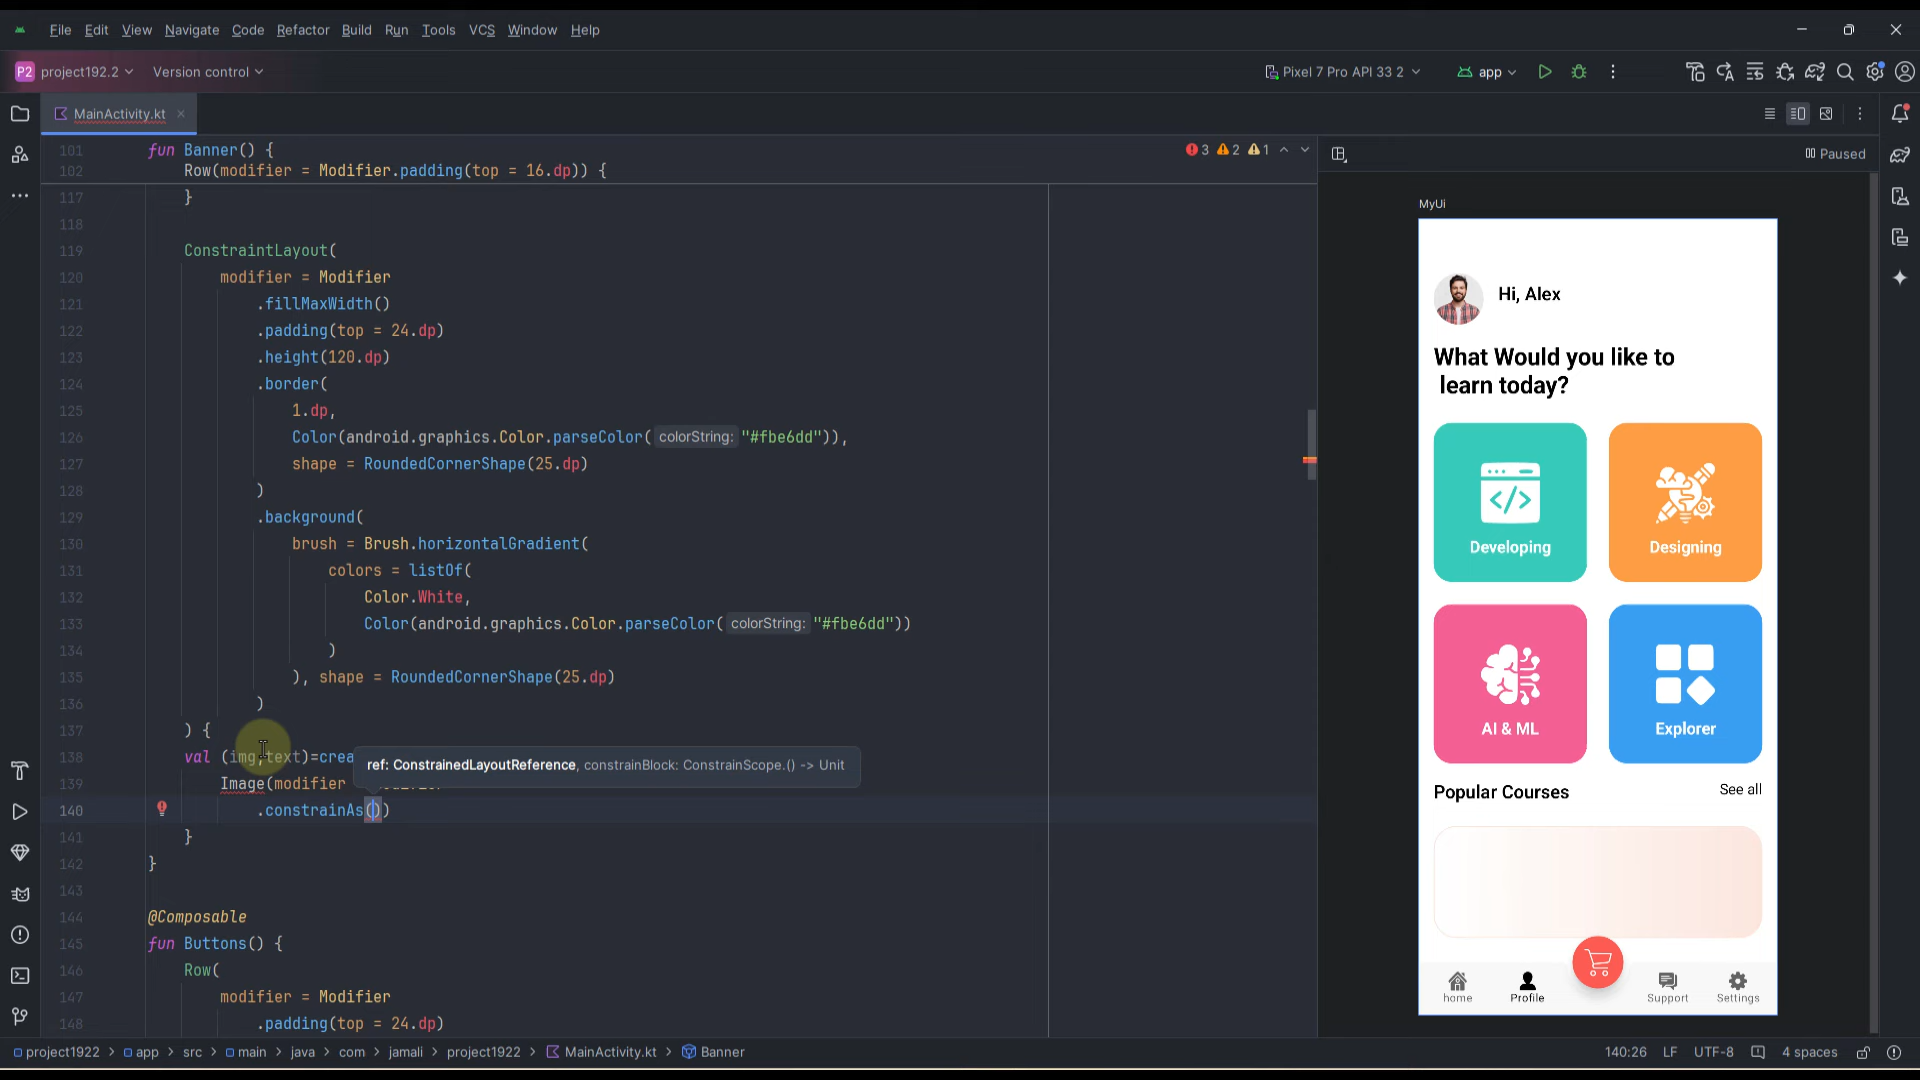 File Edit View Navigate Code Refactor Build Run Tools VCS Window Help
P2 project192.2 Version control Pixel 7 Pro API 33 2 app
MainActivity.kt
101 fun Banner() { 3 2 1 Paused
102 Row(modifier = Modifier.padding(top = 16.dp)) {
117 }
118
119 ConstraintLayout(
120 modifier = Modifier
121 .fillMaxWidth()
122 .padding(top = 24.dp)
123 .height(120.dp)
124 .border(
125 1.dp,
126 Color(android.graphics.Color.parseColor( colorString: "#fbe6dd")),
127 shape = RoundedCornerShape(25.dp)
128 )
129 .background(
130 brush = Brush.horizontalGradient(
131 colors = listOf(
132 Color.White,
133 Color(android.graphics.Color.parseColor( colorString: "#fbe6dd"))
134 )
135 ), shape = RoundedCornerShape(25.dp)
136 )
137 ) {
138 val (img,text)=crea
ref: ConstrainedLayoutReference, constrainBlock: ConstrainScope.() -> Unit
139 Image(modifier
140 .constrainAs())
141 }
142 }
143
144 @Composable
145 fun Buttons() {
146 Row(
147 modifier = Modifier
148 .padding(top = 24.dp)
MyUi
Hi, Alex
What Would you like to
learn today?
Developing
Designing
AI & ML
Explorer
Popular Courses
See all
home
Profile
Support
Settings
project1922 > app > src > main > java > com > jamali > project1922 > MainActivity.kt > Banner 140:26 LF UTF-8 4 spaces